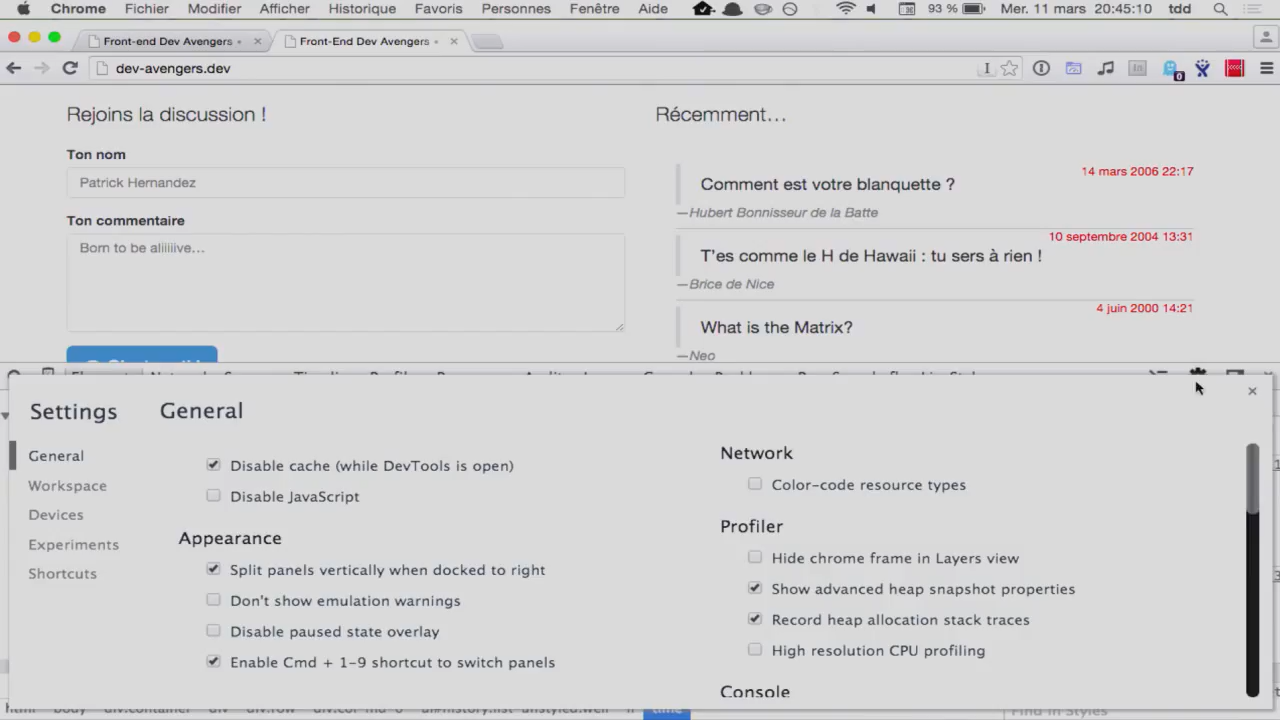 Chrome Fichier Modifier Afficher Historique Favoris Personnes Fenêtre Aide 93 % Mer. 11 mars 20:45:10 tdd
Front-end Dev Avengers Front-End Dev Avengers
dev-avengers.dev
Rejoins la discussion !
Ton nom
Patrick Hernandez
Ton commentaire
Born to be aliiiiive…
Récemment…
14 mars 2006 22:17
Comment est votre blanquette ?
—Hubert Bonnisseur de la Batte
10 septembre 2004 13:31
T'es comme le H de Hawaii : tu sers à rien !
—Brice de Nice
4 juin 2000 14:21
What is the Matrix?
—Neo
Settings
General
Workspace
Devices
Experiments
Shortcuts
General
Disable cache (while DevTools is open)
Disable JavaScript
Appearance
Split panels vertically when docked to right
Don't show emulation warnings
Disable paused state overlay
Enable Cmd + 1-9 shortcut to switch panels
Network
Color-code resource types
Profiler
Hide chrome frame in Layers view
Show advanced heap snapshot properties
Record heap allocation stack traces
High resolution CPU profiling
Console